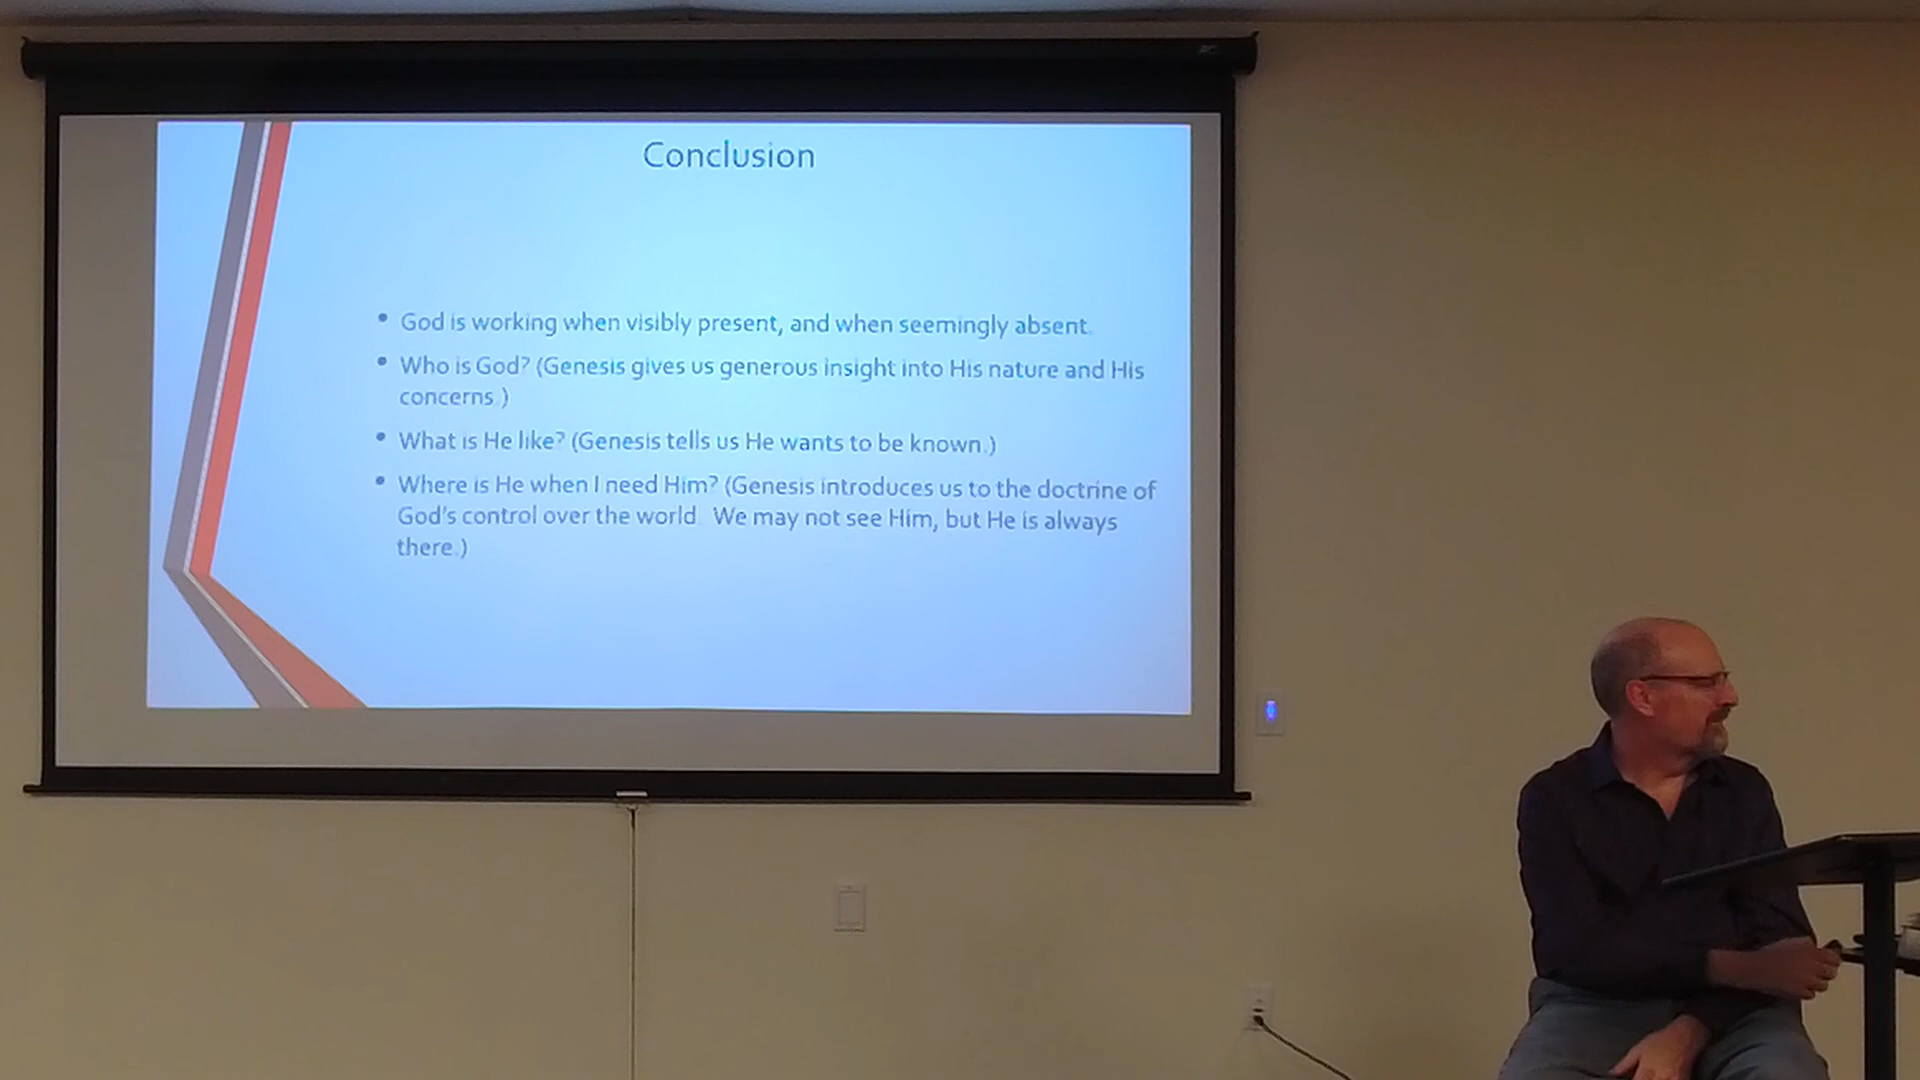 Conclusion
• God is working when visibly present, and when seemingly absent.
• Who is God? (Genesis gives us generous insight into His nature and His
concerns.)
• What is He like? (Genesis tells us He wants to be known.)
• Where is He when I need Him? (Genesis introduces us to the doctrine of
God's control over the world. We may not see Him, but He is always
there.)